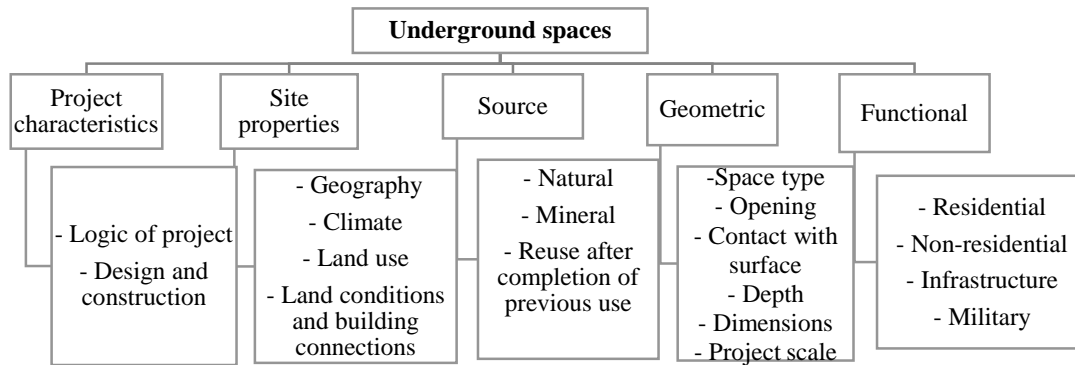 Underground spaces
Project
characteristics
Site
properties
Source
Geometric
Functional
- Logic of project
- Design and
construction
- Geography
- Climate
- Land use
- Land conditions
and building
connections
- Natural
- Mineral
- Reuse after
completion of
previous use
-Space type
- Opening
- Contact with
surface
- Depth
- Dimensions
- Project scale
- Residential
- Non-residential
- Infrastructure
- Military